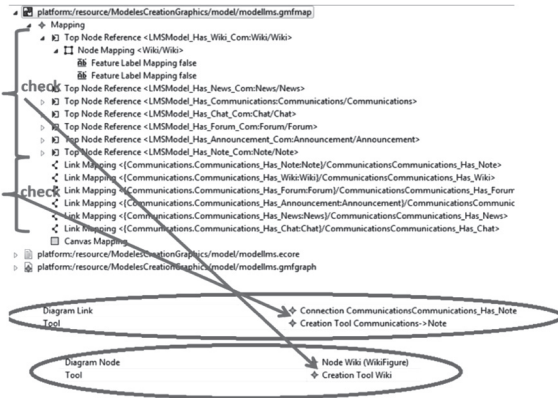 platform:/resource/ModelesCreationGraphics/model/modellms.gmfmap
Mapping
Top Node Reference <LMSModel_Has_Wiki_Com:Wiki/Wiki>
Node Mapping <Wiki/Wiki>
Feature Label Mapping false
Feature Label Mapping false
check
Top Node Reference <LMSModel_Has_News_Com:News/News>
Top Node Reference <LMSModel_Has_Communications:Communications/Communications>
Top Node Reference <LMSModel_Has_Chat_Com:Chat/Chat>
Top Node Reference <LMSModel_Has_Forum_Com:Forum/Forum>
Top Node Reference <LMSModel_Has_Announcement_Com:Announcement/Announcement>
Top Node Reference <LMSModel_Has_Note_Com:Note/Note>
Link Mapping <{Communications.Communications_Has_Note:Note}/CommunicationsCommunications_Has_Note>
Link Mapping <{Communications.Communications_Has_Wiki:Wiki}/CommunicationsCommunications_Has_Wiki>
check
Link Mapping <{Communications.Communications_Has_Forum:Forum}/CommunicationsCommunications_Has_Forum
Link Mapping <{Communications.Communications_Has_Announcement:Announcement}/CommunicationsCommunic
Link Mapping <{Communications.Communications_Has_News:News}/CommunicationsCommunications_Has_News>
Link Mapping <{Communications.Communications_Has_Chat:Chat}/CommunicationsCommunications_Has_Chat>
Canvas Mapping
platform:/resource/ModelesCreationGraphics/model/modellms.ecore
platform:/resource/ModelesCreationGraphics/model/modellms.gmfgraph
Diagram Link Connection CommunicationsCommunications_Has_Note
Tool Creation Tool Communications->Note
Diagram Node Node Wiki (WikiFigure)
Tool Creation Tool Wiki